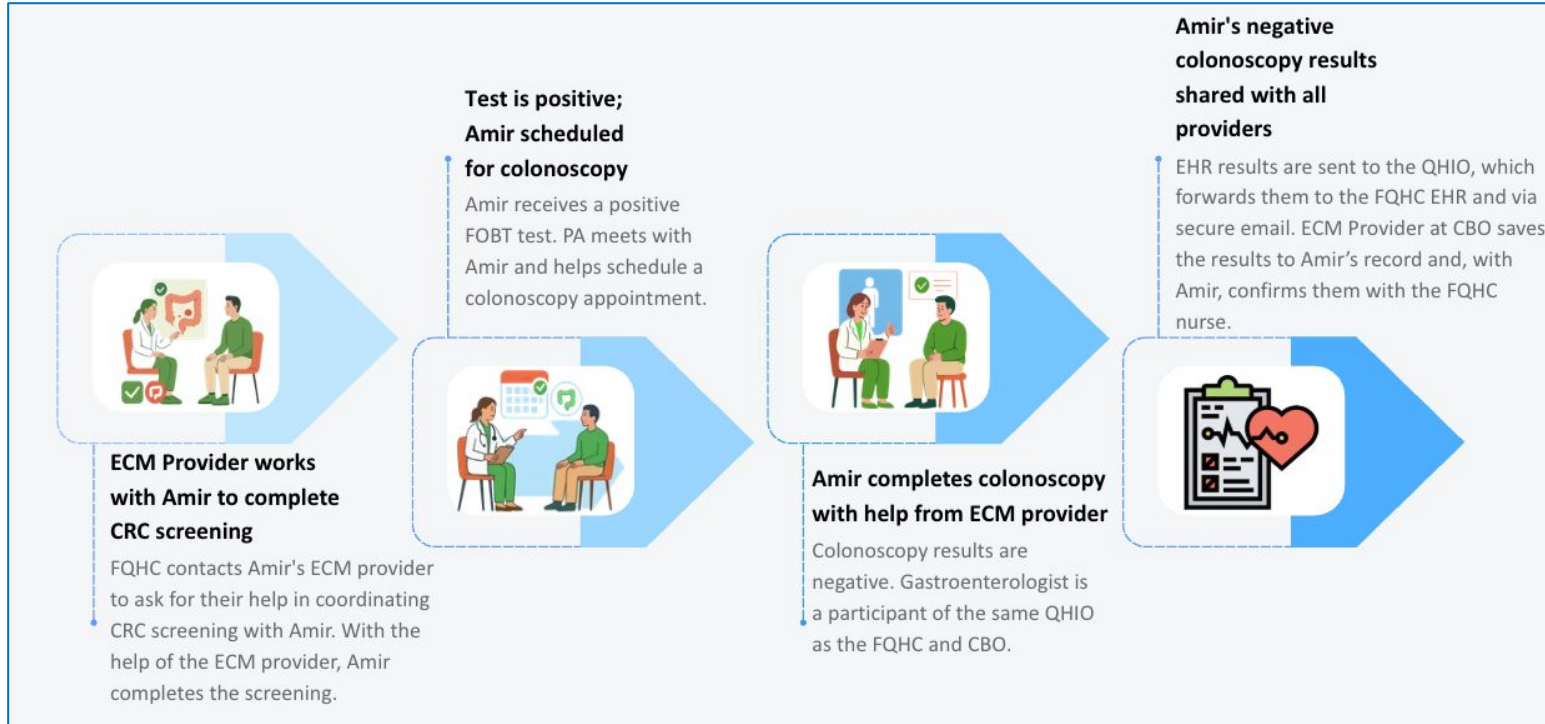 ECM Provider works
with Amir to complete
CRC screening
FQHC contacts Amir's ECM provider
to ask for their help in coordinating
CRC screening with Amir. With the
help of the ECM provider, Amir
completes the screening.
Test is positive;
Amir scheduled
for colonoscopy
Amir receives a positive
FOBT test. PA meets with
Amir and helps schedule a
colonoscopy appointment.
Amir completes colonoscopy
with help from ECM provider
Colonoscopy results are
negative. Gastroenterologist is
a participant of the same QHIO
as the FQHC and CBO.
Amir's negative
colonoscopy results
shared with all
providers
EHR results are sent to the QHIO, which
forwards them to the FQHC EHR and via
secure email. ECM Provider at CBO saves
the results to Amir’s record and, with
Amir, confirms them with the FQHC
nurse.